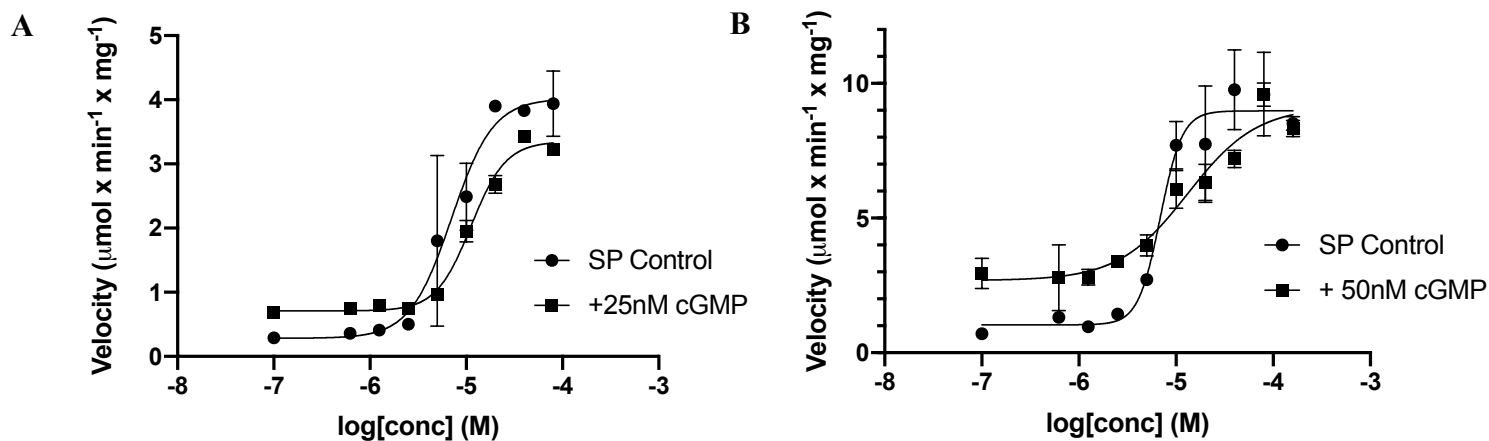 A
Velocity (μmol x min-1 x mg-1)
5
4
3
2
1
0
-8 -7 -6 -5 -4 -3
log[conc] (M)
SP Control
+25nM cGMP
B
Velocity (μmol x min-1 x mg-1)
10
5
0
-8 -7 -6 -5 -4 -3
log[conc] (M)
SP Control
+ 50nM cGMP